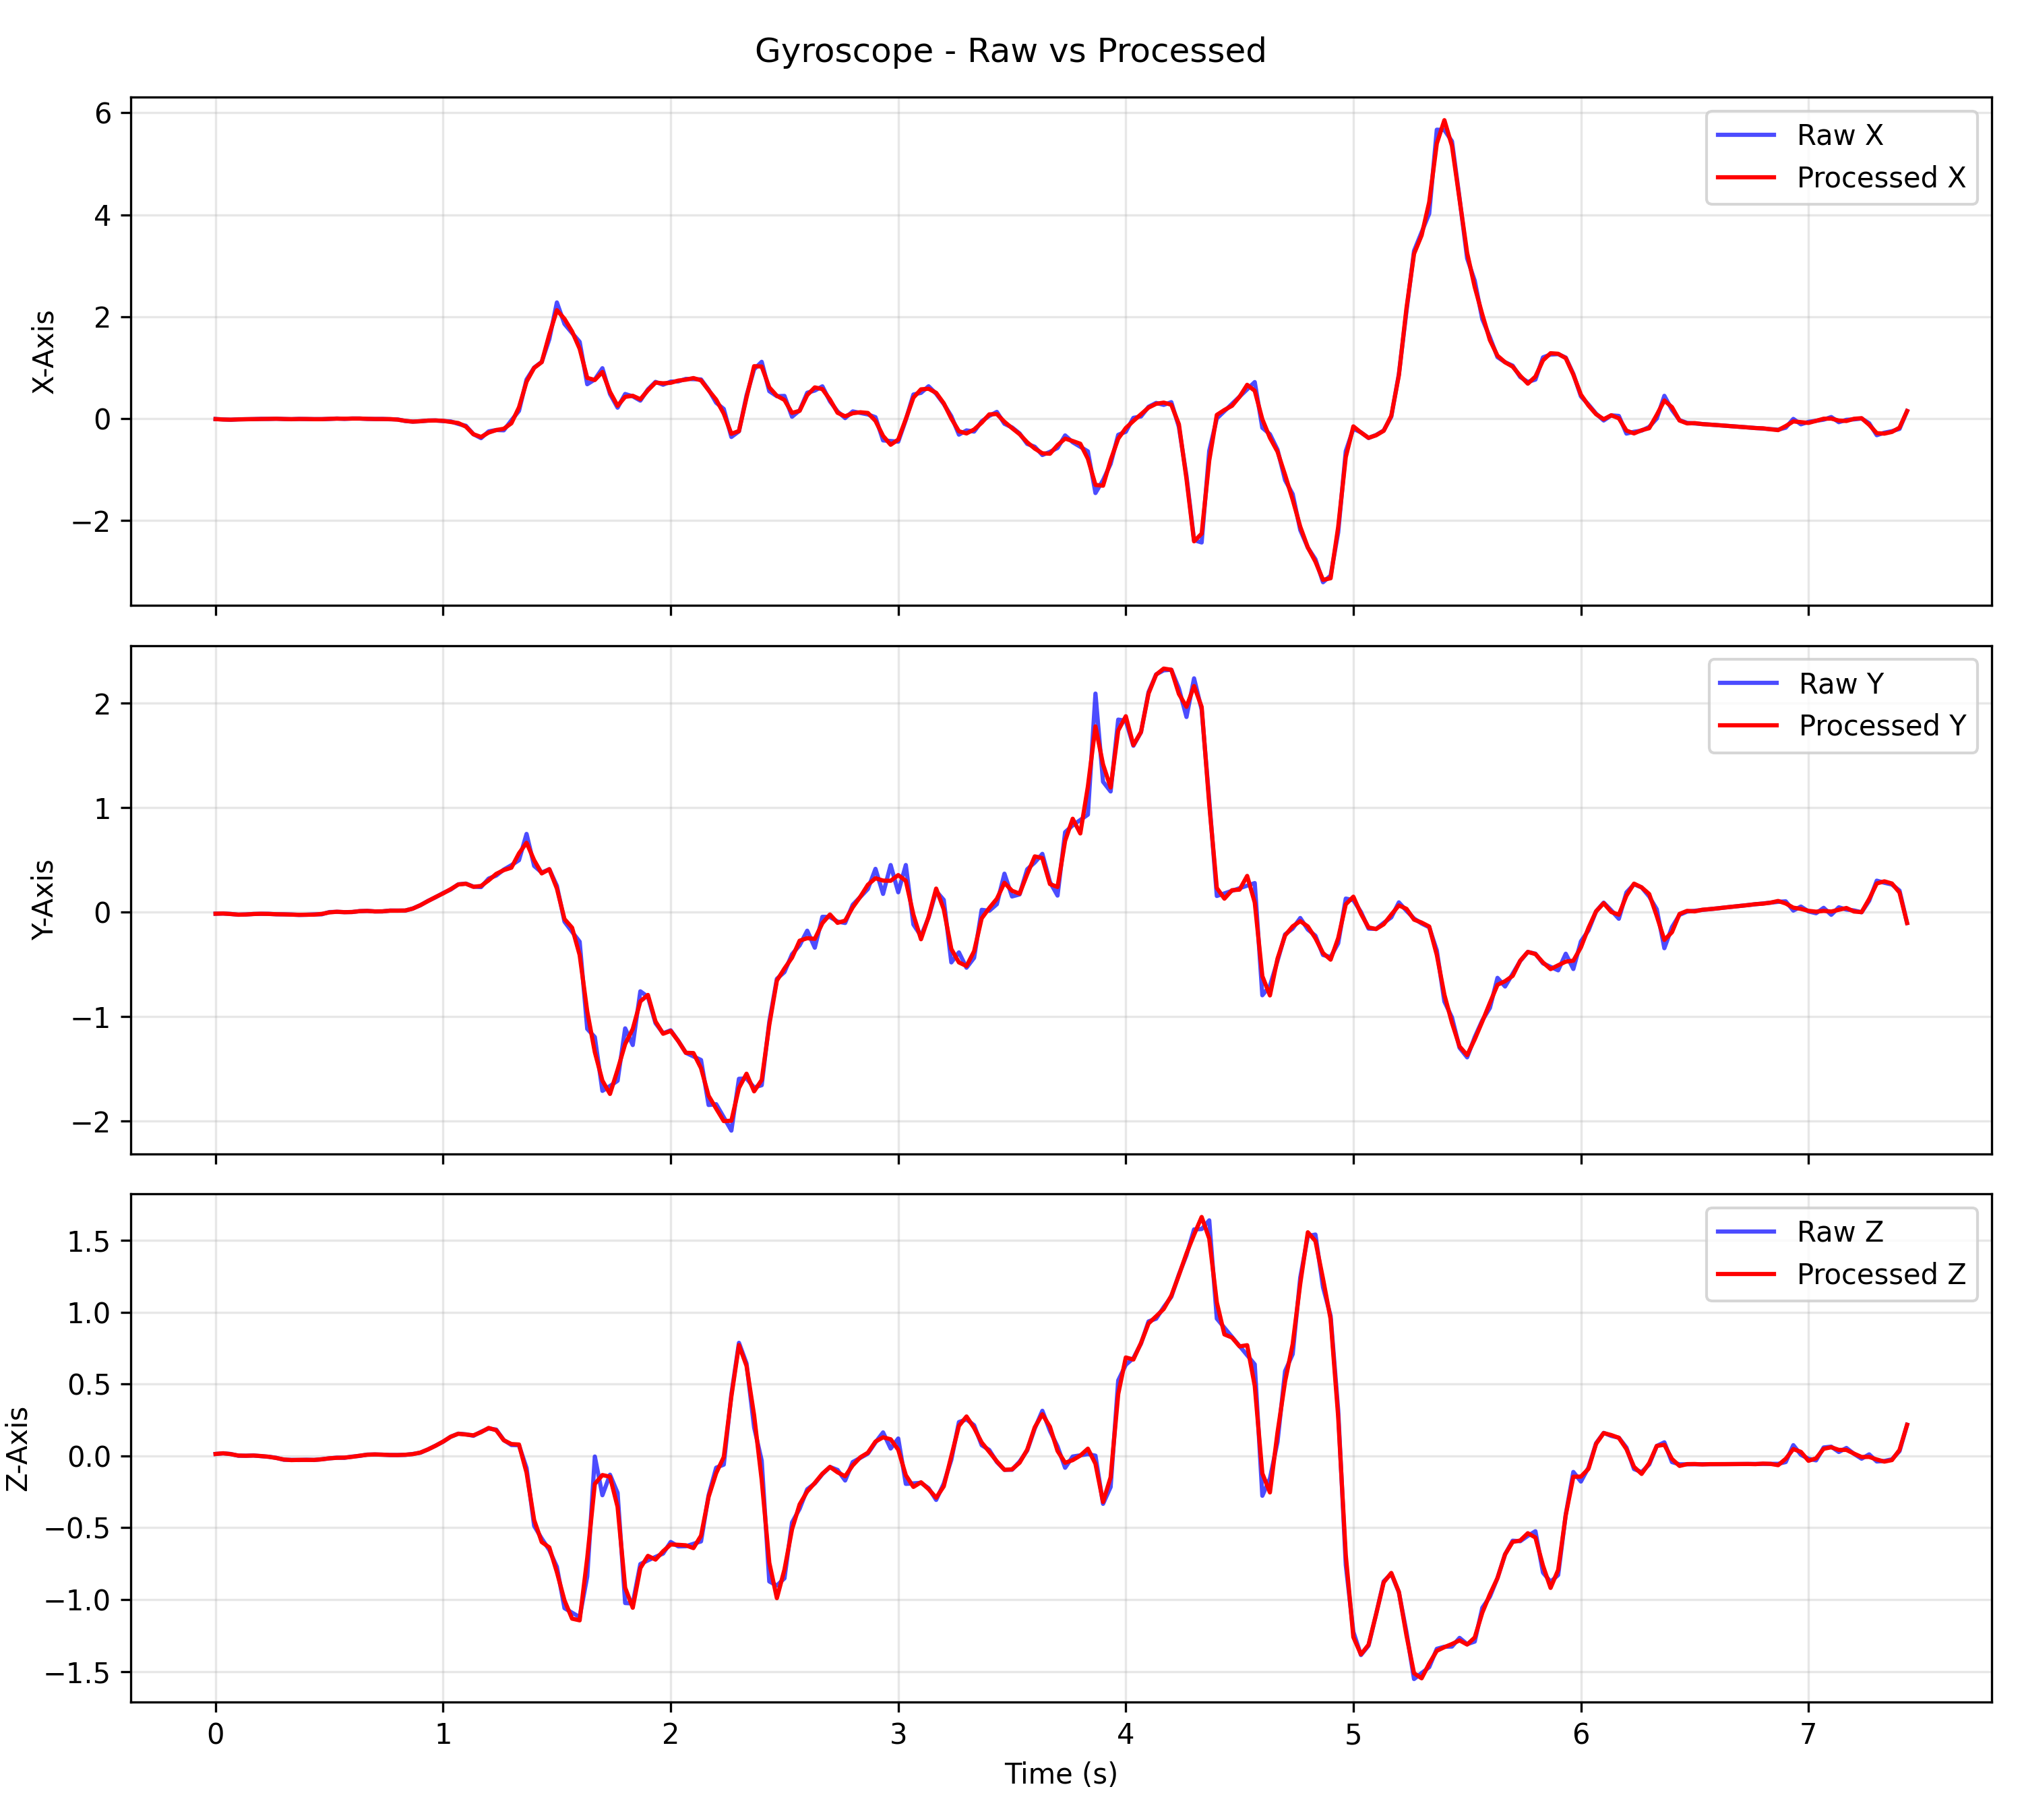 Gyroscope - Raw vs Processed
6
4
2
0
−2
X-Axis
Raw X
Processed X
2
1
0
−1
−2
Y-Axis
Raw Y
Processed Y
1.5
1.0
0.5
0.0
−0.5
−1.0
−1.5
Z-Axis
Raw Z
Processed Z
0 1 2 3 4 5 6 7
Time (s)